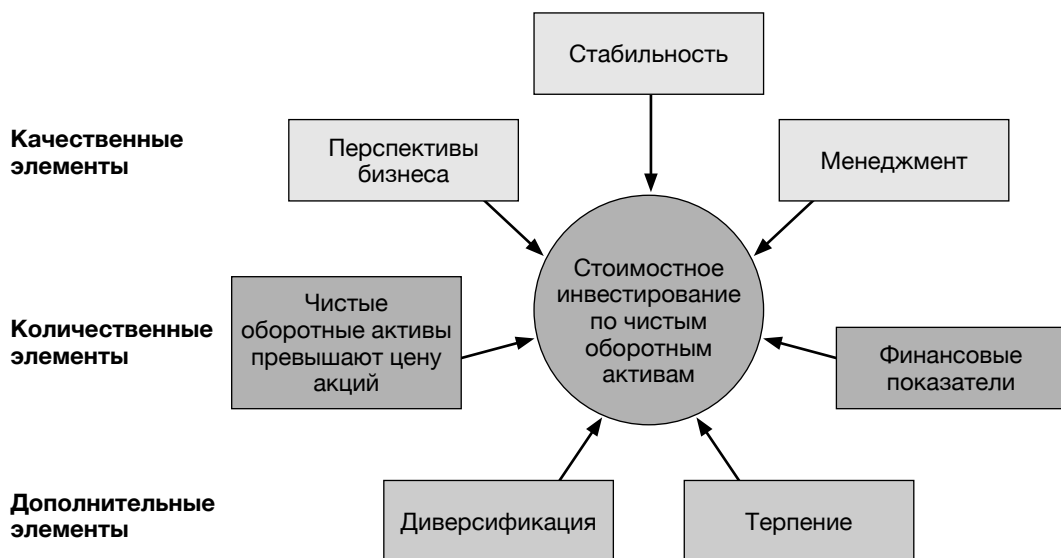 Стабильность
Качественные
элементы
Перспективы
бизнеса
Менеджмент
Стоимостное
инвестирование
по чистым
оборотным
активам
Количественные
элементы
Чистые
оборотные активы
превышают цену
акций
Финансовые
показатели
Дополнительные
элементы
Диверсификация
Терпение